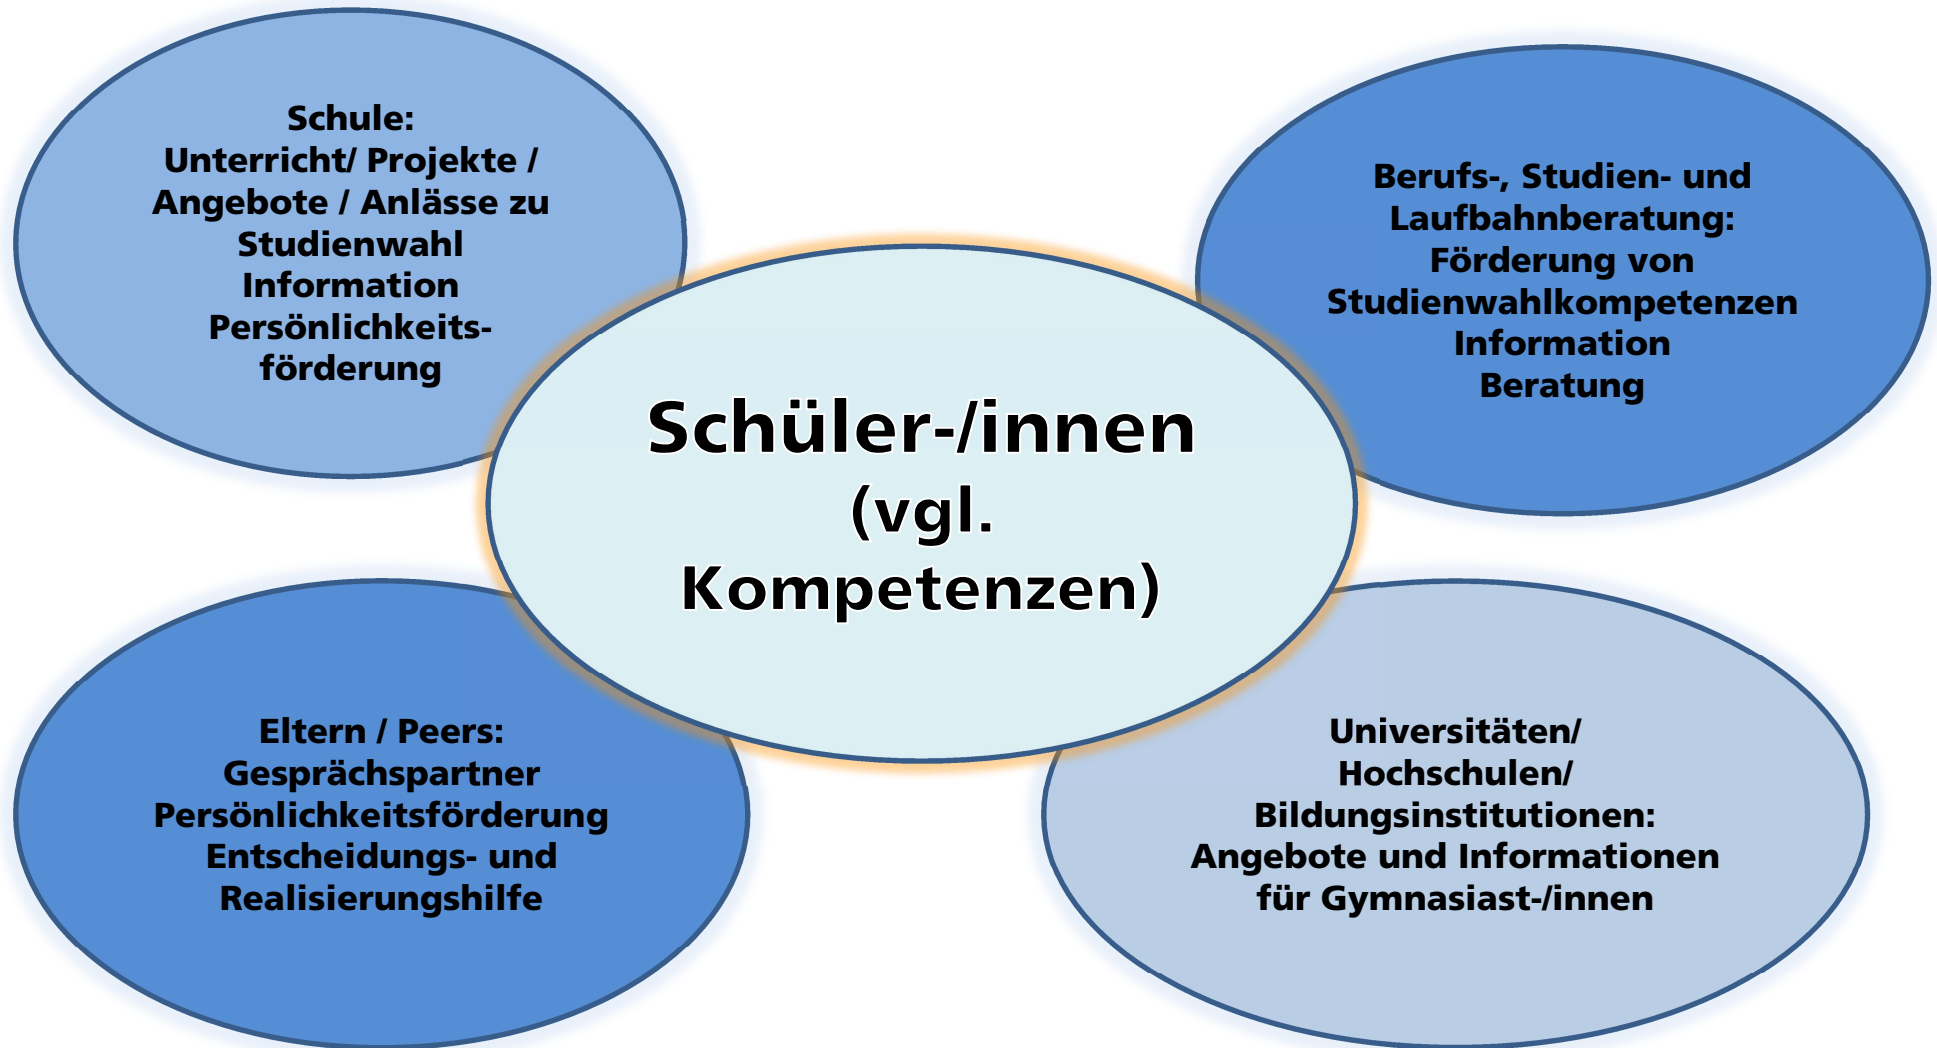 Schule:
Unterricht/ Projekte /
Angebote / Anlässe zu
Studienwahl
Information
Persönlichkeits-
förderung
Berufs-, Studien- und
Laufbahnberatung:
Förderung von
Studienwahlkompetenzen
Information
Beratung
Schüler-/innen
(vgl.
Kompetenzen)
Eltern / Peers:
Gesprächspartner
Persönlichkeitsförderung
Entscheidungs- und
Realisierungshilfe
Universitäten/
Hochschulen/
Bildungsinstitutionen:
Angebote und Informationen
für Gymnasiast-/innen